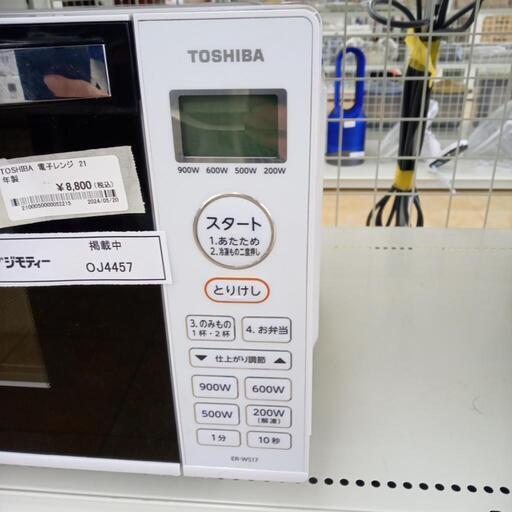 TOSHIBA
900W 600W 500W 200W
TOSHIBA 電子レンジ 21
年製
¥8,800(税込)
2100050000052215
2024/05/20
ジモティー
掲載中
OJ4457
スタート
1.あたため
2.冷凍もの二度押し
とりけし
3.のみもの
1杯・2杯
4.お弁当
▼ 仕上がり調節 ▲
900W
600W
500W
200W
(解凍)
1分
10秒
ER-WS17